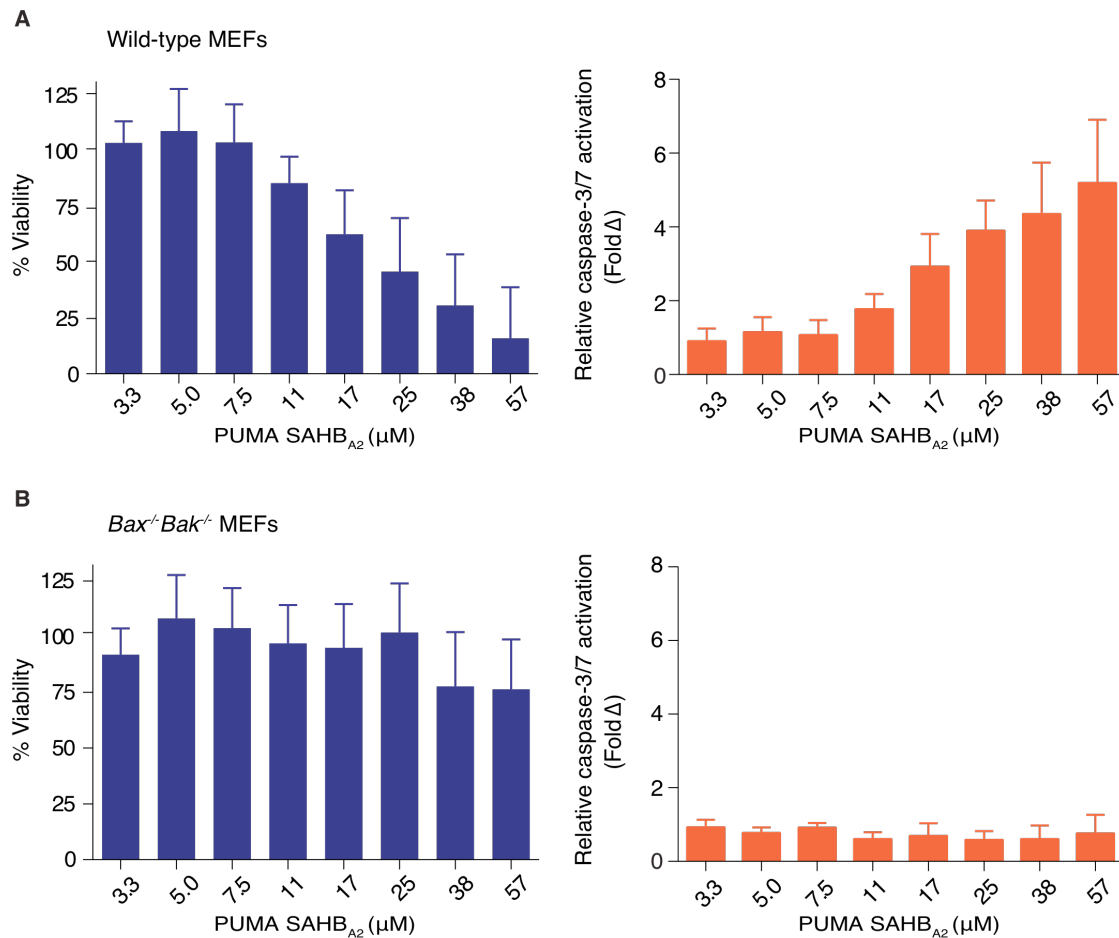 A
Wild-type MEFs
% Viability
125
100
75
50
25
0
3.3 5.0 7.5 11 17 25 38 57
PUMA SAHBA2 (µM)
Relative caspase-3/7 activation
(Fold Δ)
8
6
4
2
0
3.3 5.0 7.5 11 17 25 38 57
PUMA SAHBA2 (µM)
B
Bax-/-Bak-/- MEFs
% Viability
125
100
75
50
25
0
3.3 5.0 7.5 11 17 25 38 57
PUMA SAHBA2 (µM)
Relative caspase-3/7 activation
(Fold Δ)
8
6
4
2
0
3.3 5.0 7.5 11 17 25 38 57
PUMA SAHBA2 (µM)